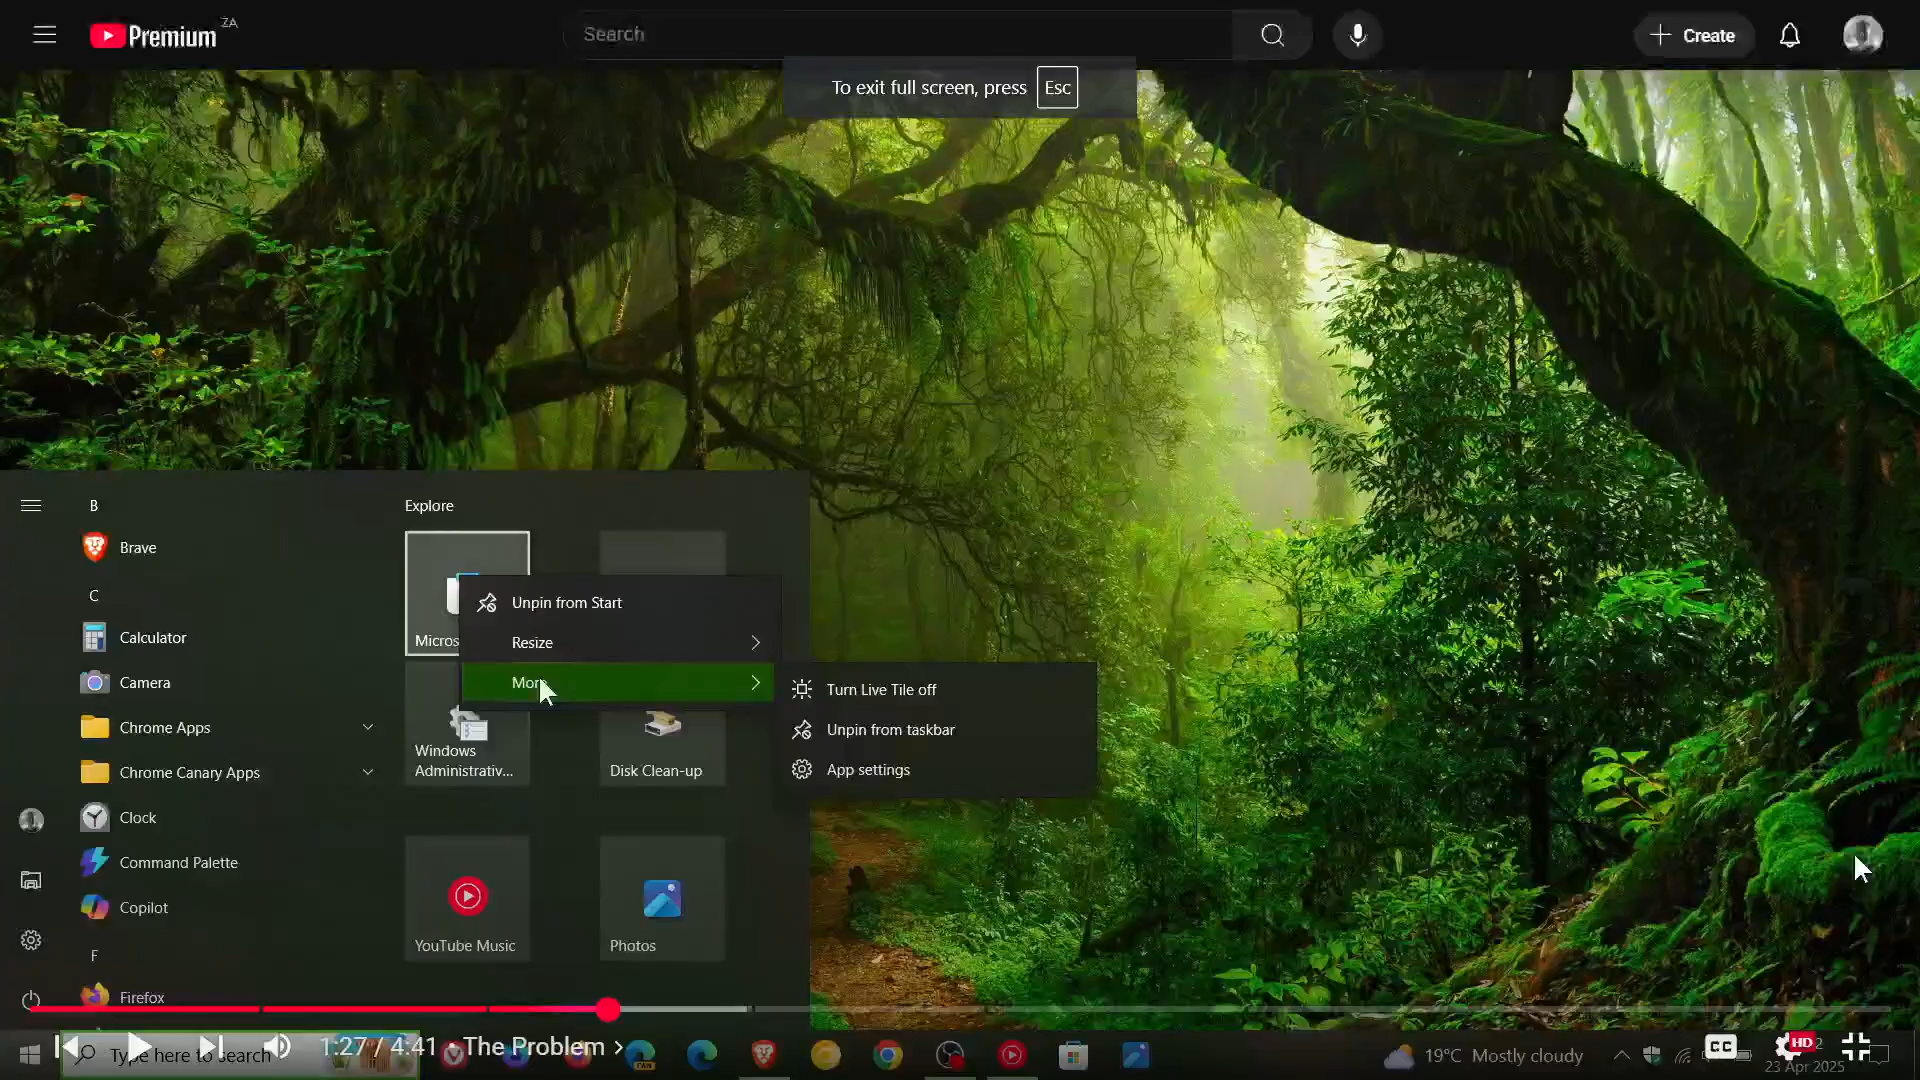 Premium ZA
Search
Create
To exit full screen, press Esc
B
Brave
C
Calculator
Camera
Chrome Apps
Chrome Canary Apps
Clock
Command Palette
Copilot
F
Firefox
Explore
Micros
Unpin from Start
Resize
More
Turn Live Tile off
Unpin from taskbar
App settings
Windows
Administrativ...
Disk Clean-up
YouTube Music
Photos
Type here to search
1:27 / 4:41 • The Problem
CAN
19°C Mostly cloudy
CC
HD
23 Apr 2025